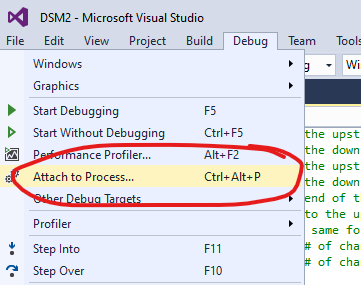 DSM2 - Microsoft Visual Studio
File Edit View Project Build Debug Team Tools
Windows
Graphics
Start Debugging F5
Start Without Debugging Ctrl+F5
Performance Profiler... Alt+F2
Attach to Process... Ctrl+Alt+P
Other Debug Targets
Profiler
Step Into F11
Step Over F10
Wi
the upst
the down
the upst
the down
end of t
to the u
same fo
# of cha
# of cha